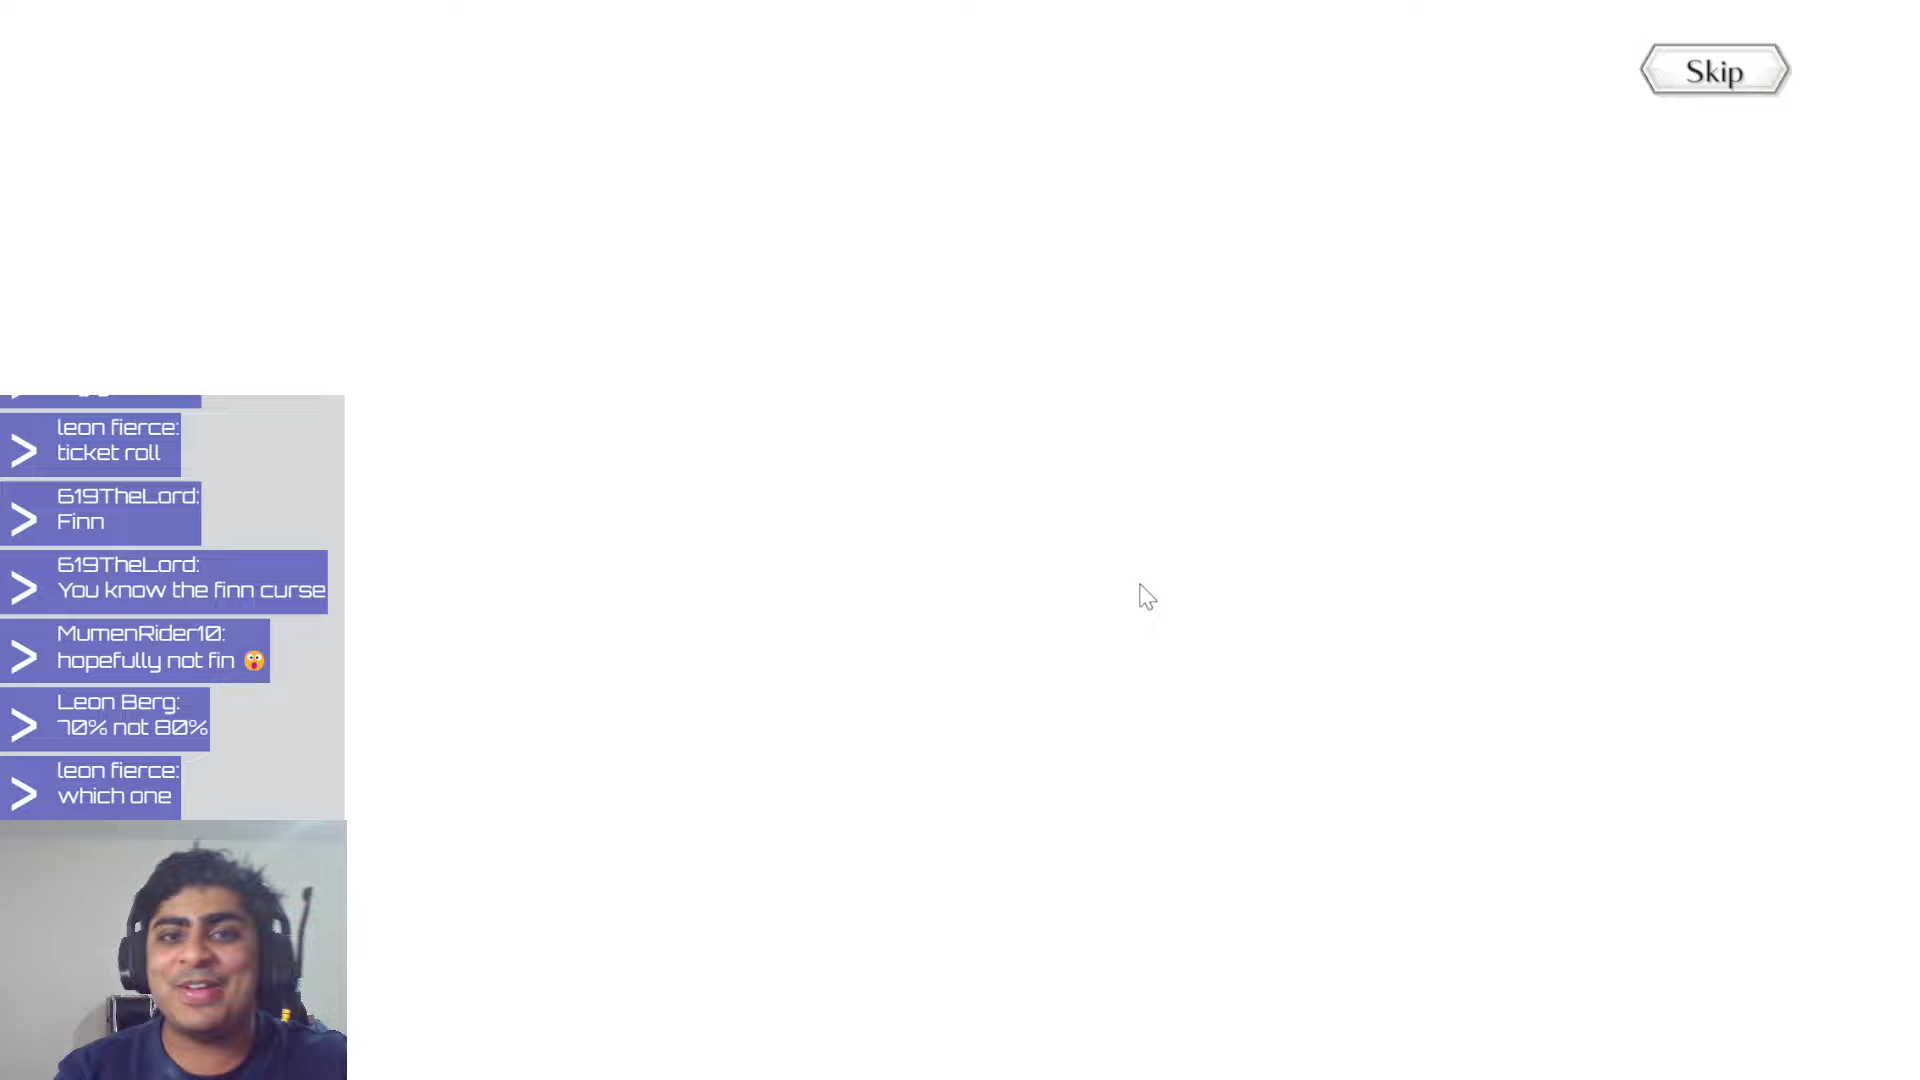 Skip
leon fierce:
ticket roll
619TheLord:
Finn
619TheLord:
You know the finn curse
MumenRider10:
hopefully not fin 😲
Leon Berg:
70% not 80%
leon fierce:
which one